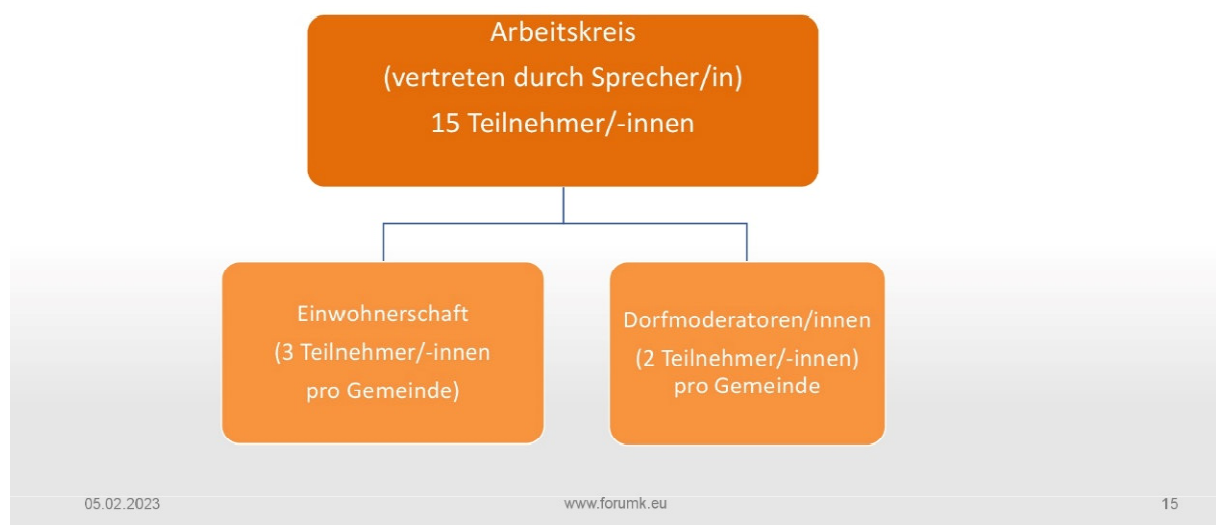 Arbeitskreis
(vertreten durch Sprecher/in)
15 Teilnehmer/-innen
Einwohnerschaft
(3 Teilnehmer/-innen
pro Gemeinde)
Dorfmoderatoren/innen
(2 Teilnehmer/-innen)
pro Gemeinde
05.02.2023
www.forumk.eu
15